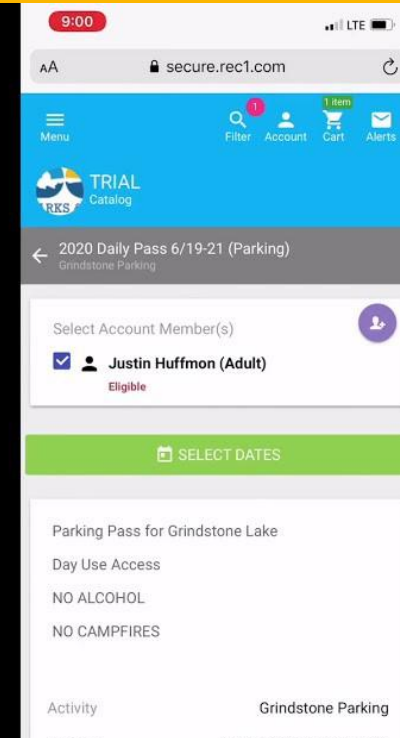 9:00
LTE
AA
secure.rec1.com
1 item
1
Menu
Filter
Account
Cart
Alerts
RKS
TRIAL
Catalog
2020 Daily Pass 6/19-21 (Parking)
Grindstone Parking
Select Account Member(s)
Justin Huffmon (Adult)
Eligible
SELECT DATES
Parking Pass for Grindstone Lake
Day Use Access
NO ALCOHOL
NO CAMPFIRES
Activity
Grindstone Parking